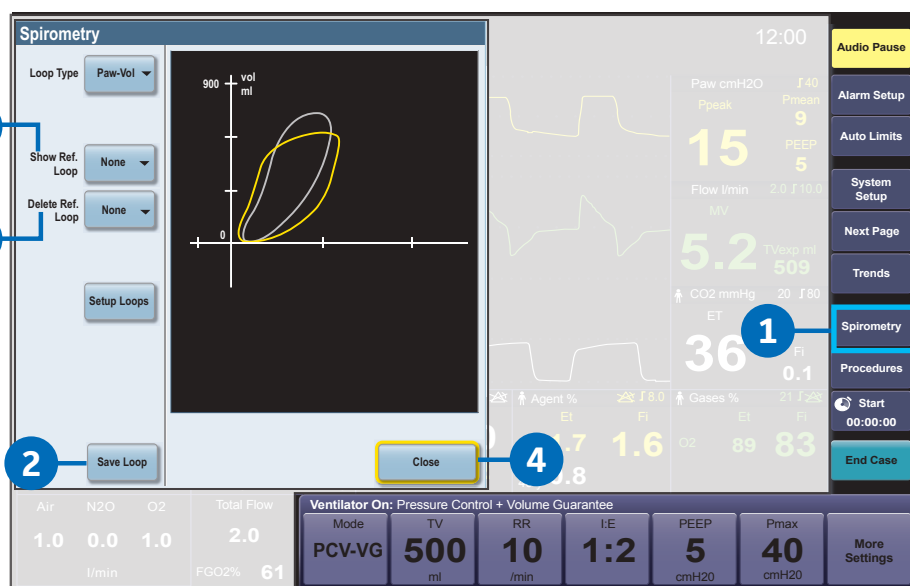 Spirometry
Loop Type
Paw-Vol
900
vol
ml
0
Show Ref.
Loop
None
Delete Ref.
Loop
None
Setup Loops
2
Save Loop
Close
4
12:00
Paw cmH2O
40
Ppeak
Pmean
15
9
PEEP
5
Flow l/min
2.0
10.0
MV
5.2
TVexp ml
509
CO2 mmHg
20
80
ET
36
Fi
0.1
1
Agent %
8.0
Et
Fi
1.6
Gases %
21
Et
Fi
O2
89
83
Audio Pause
Alarm Setup
Auto Limits
System
Setup
Next Page
Trends
Spirometry
Procedures
Start
00:00:00
End Case
Air
N2O
O2
1.0
0.0
1.0
l/min
Total Flow
2.0
FGO2%
61
Ventilator On: Pressure Control + Volume Guarantee
Mode
PCV-VG
TV
500
ml
RR
10
/min
I:E
1:2
PEEP
5
cmH20
Pmax
40
cmH20
More
Settings